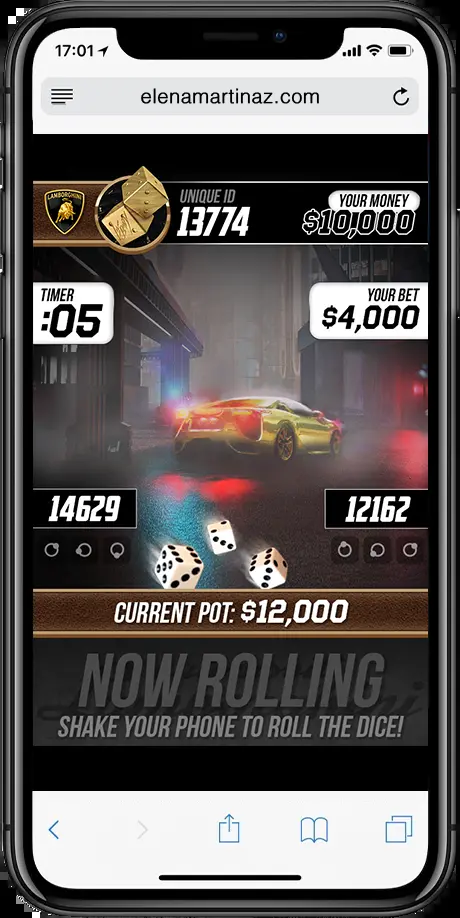 17:01
elenamartinaz.com
LAMBORGHINI
UNIQUE ID
13774
YOUR MONEY
$10,000
TIMER
:05
YOUR BET
$4,000
14629
12162
CURRENT POT: $12,000
NOW ROLLING
SHAKE YOUR PHONE TO ROLL THE DICE!